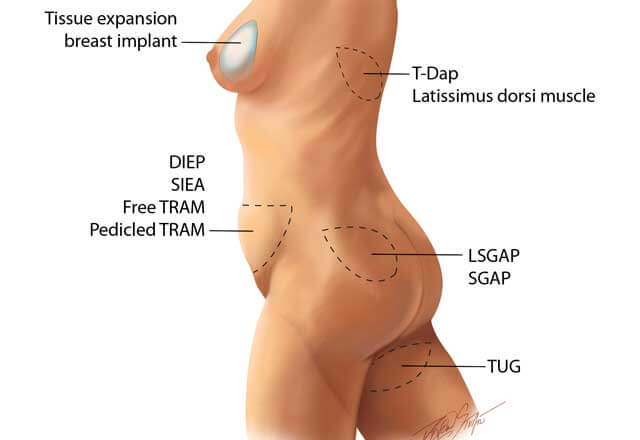 Tissue expansion
breast implant
T-Dap
Latissimus dorsi muscle
DIEP
SIEA
Free TRAM
Pedicled TRAM
LSGAP
SGAP
TUG